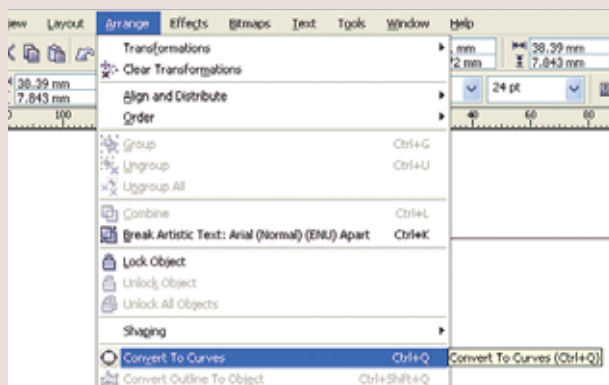 iew Layout Arrange Effects Bitmaps Text Tools Window Help
Transformations
Clear Transformations
Align and Distribute
Order
Group Ctrl+G
Ungroup Ctrl+U
Ungroup All
Combine Ctrl+L
Break Artistic Text: Arial (Normal) (ENU) Apart Ctrl+K
Lock Object
Unlock Object
Unlock All Objects
Shaping
Convert To Curves Ctrl+Q
Convert Outline To Object Ctrl+Shift+Q
38.39 mm
7.843 mm
100
mm 38.39 mm
2 mm 7.843 mm
24 pt
40 60 80
Convert To Curves (Ctrl+Q)